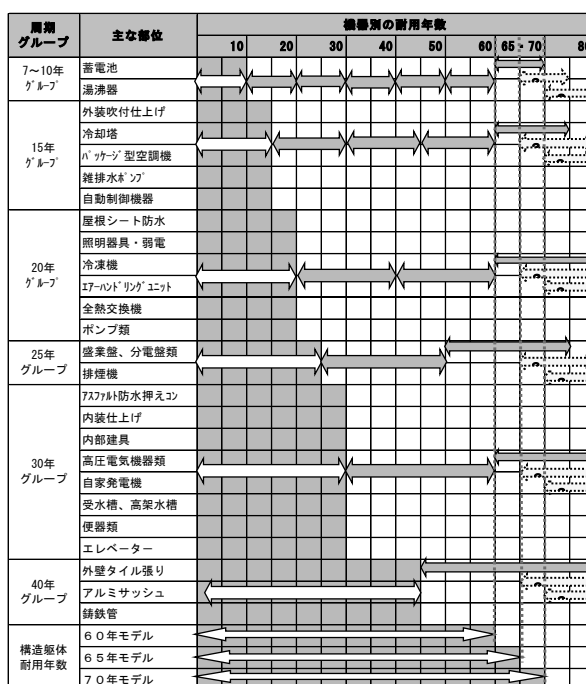 周期
グループ
主な部位
機器別の耐用年数
10 20 30 40 50 60 65・70 80
7～10年
ｸﾞﾙｰﾌﾟ
蓄電池
湯沸器
15年
ｸﾞﾙｰﾌﾟ
外装吹付仕上げ
冷却塔
ﾊﾟｯｹｰｼﾞ型空調機
雑排水ﾎﾟﾝﾌﾟ
自動制御機器
20年
ｸﾞﾙｰﾌﾟ
屋根シート防水
照明器具・弱電
冷凍機
ｴｱｰﾊﾝﾄﾞﾘﾝｸﾞﾕﾆｯﾄ
全熱交換機
ポンプ類
25年
グループ
盛業盤、分電盤類
排煙機
30年
グループ
ｱｽﾌｧﾙﾄ防水押えｺﾝ
内装仕上げ
内部建具
高圧電気機器類
自家発電機
受水槽、高架水槽
便器類
エレベーター
40年
グループ
外壁タイル張り
アルミサッシュ
鋳鉄管
構造躯体
耐用年数
６０年モデル
６５年モデル
７０年モデル